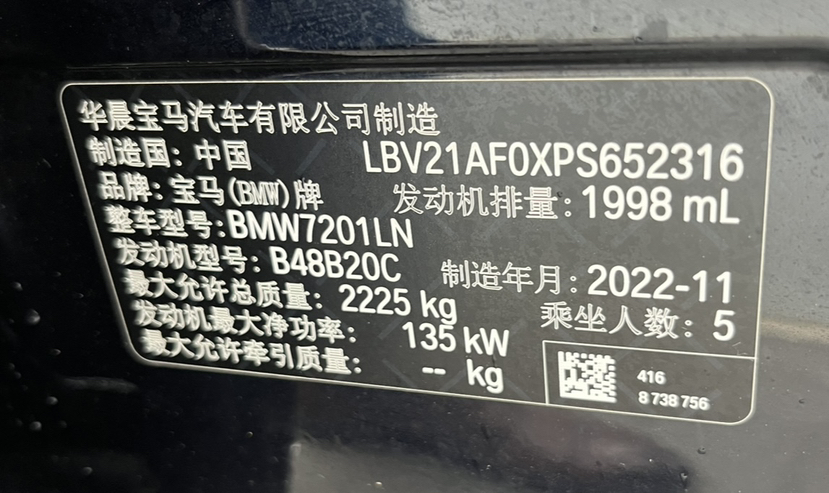 华晨宝马汽车有限公司制造
制造国: 中国 LBV21AF0XPS652316
品牌: 宝马(BMW)牌 发动机排量: 1998 mL
整车型号: BMW7201LN
发动机型号: B48B20C 制造年月: 2022-11
最大允许总质量: 2225 kg 乘坐人数: 5
发动机最大净功率: 135 kW
最大允许牵引质量: -- kg
416
8 738 756